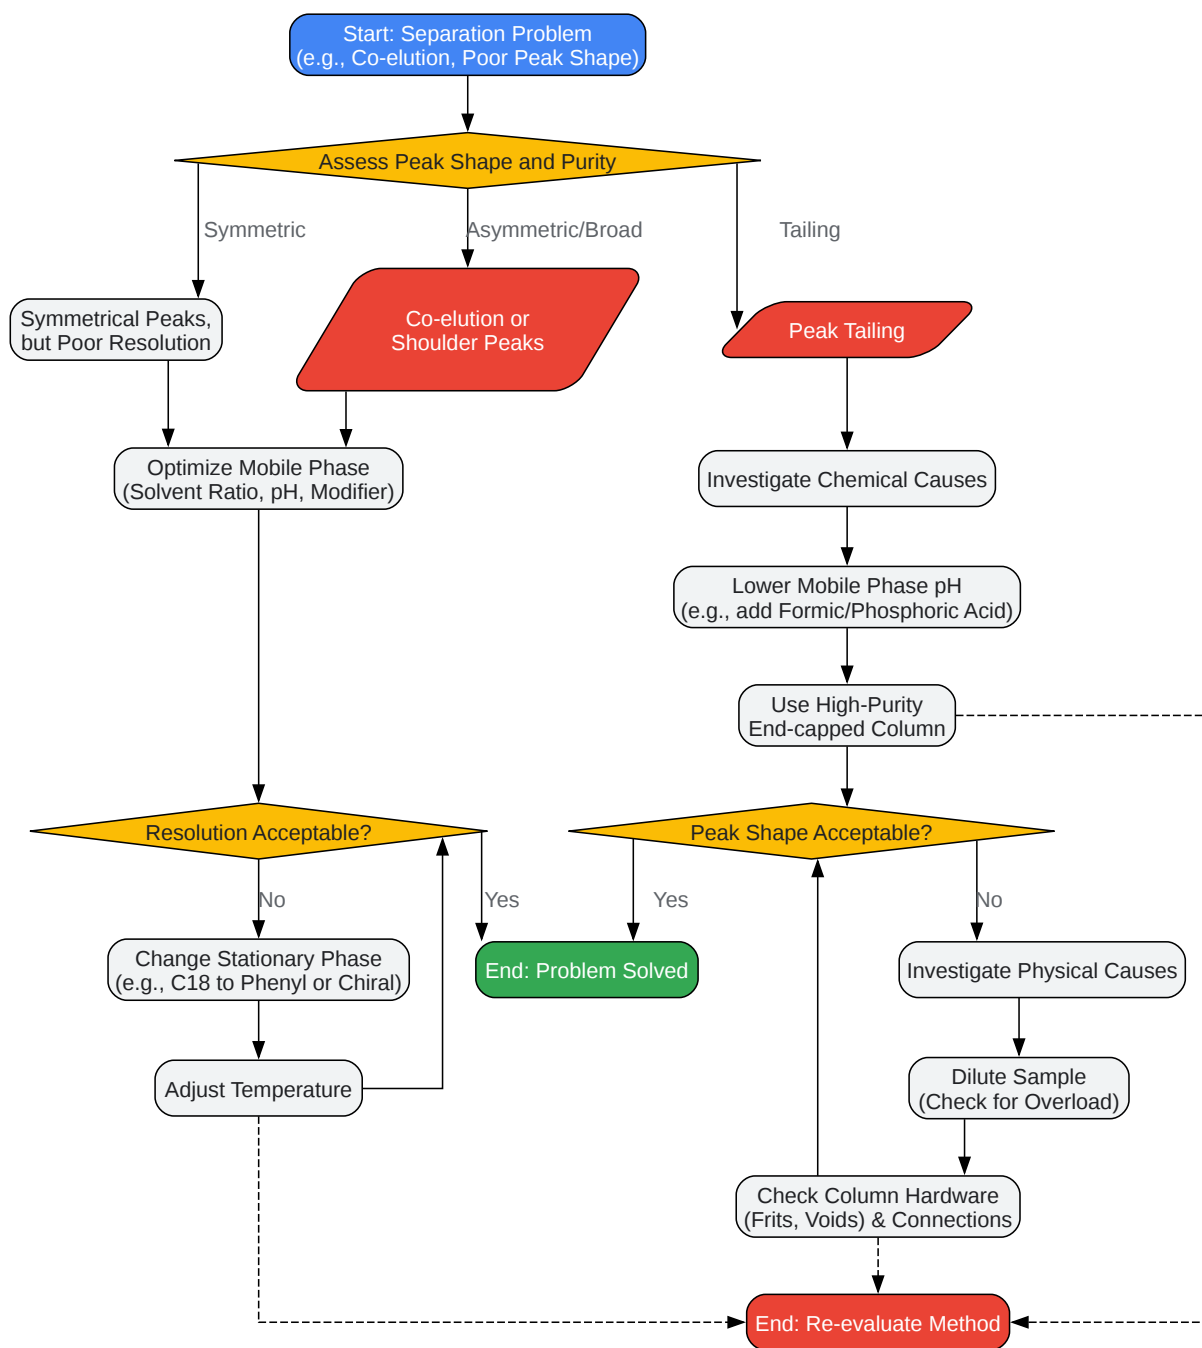 Start: Separation Problem
(e.g., Co-elution, Poor Peak Shape)
Assess Peak Shape and Purity
Symmetric
Asymmetric/Broad
Tailing
Symmetrical Peaks,
but Poor Resolution
Co-elution or
Shoulder Peaks
Peak Tailing
Optimize Mobile Phase
(Solvent Ratio, pH, Modifier)
Investigate Chemical Causes
Lower Mobile Phase pH
(e.g., add Formic/Phosphoric Acid)
Use High-Purity
End-capped Column
Resolution Acceptable?
Peak Shape Acceptable?
No
Yes
Yes
No
Change Stationary Phase
(e.g., C18 to Phenyl or Chiral)
End: Problem Solved
Investigate Physical Causes
Adjust Temperature
Dilute Sample
(Check for Overload)
Check Column Hardware
(Frits, Voids) & Connections
End: Re-evaluate Method